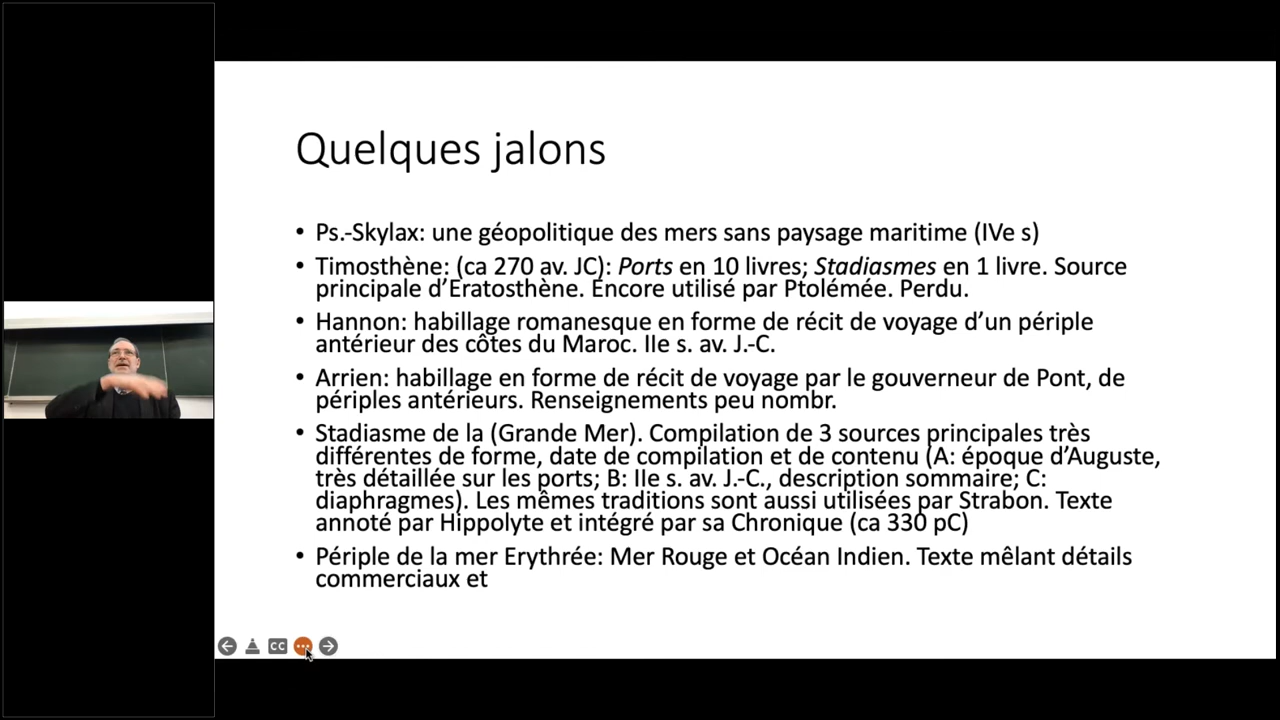 Quelques jalons
• Ps.-Skylax: une géopolitique des mers sans paysage maritime (IVe s)
• Timosthène: (ca 270 av. JC): Ports en 10 livres; Stadiasmes en 1 livre. Source
principale d’Eratosthène. Encore utilisé par Ptolémée. Perdu.
• Hannon: habillage romanesque en forme de récit de voyage d’un périple
antérieur des côtes du Maroc. IIe s. av. J.-C.
• Arrien: habillage en forme de récit de voyage par le gouverneur de Pont, de
périples antérieurs. Renseignements peu nombr.
• Stadiasme de la (Grande Mer). Compilation de 3 sources principales très
différentes de forme, date de compilation et de contenu (A: époque d’Auguste,
très détaillée sur les ports; B: IIe s. av. J.-C., description sommaire; C:
diaphragmes). Les mêmes traditions sont aussi utilisées par Strabon. Texte
annoté par Hippolyte et intégré par sa Chronique (ca 330 pC)
• Périple de la mer Erythrée: Mer Rouge et Océan Indien. Texte mêlant détails
commerciaux et
CC